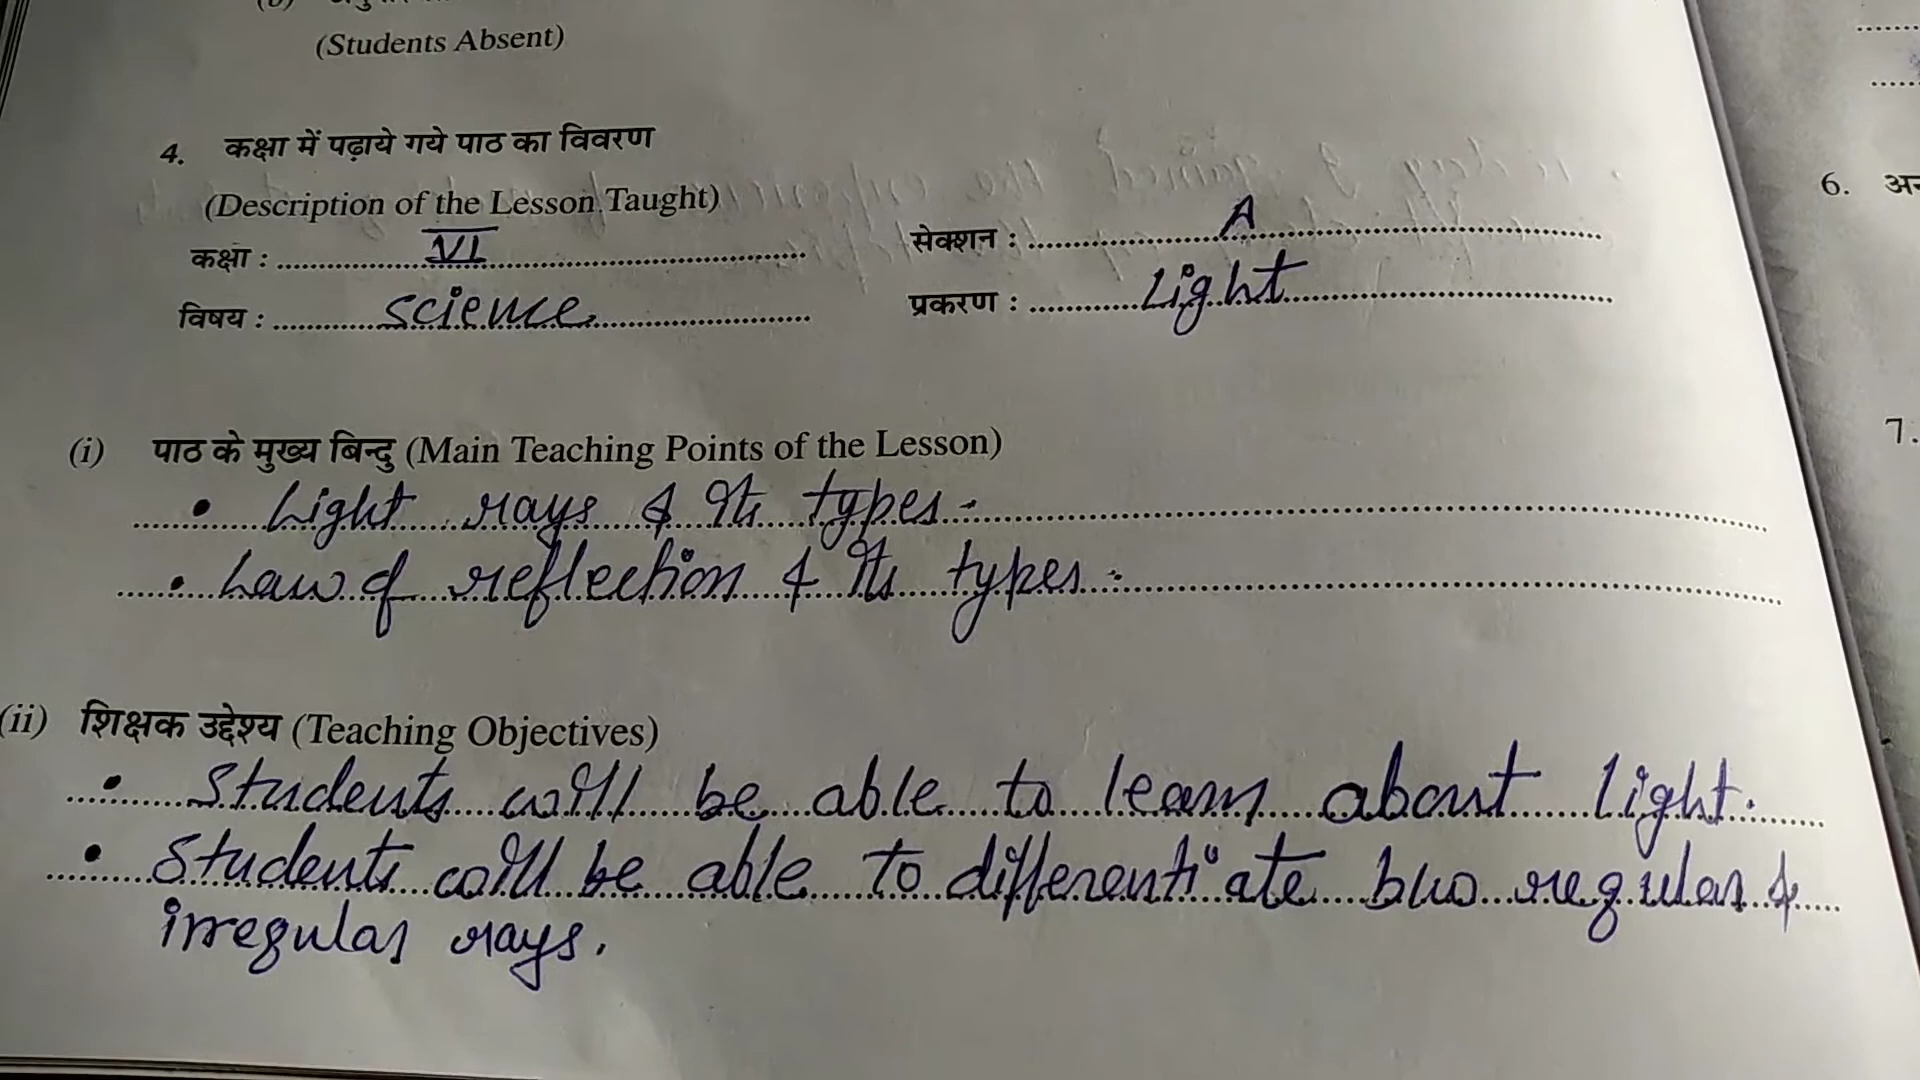 (b)
(Students Absent)
4. कक्षा में पढ़ाये गये पाठ का विवरण
(Description of the Lesson Taught)
कक्षा : VI सेक्शन : A
विषय : science प्रकरण : Light
(i) पाठ के मुख्य बिन्दु (Main Teaching Points of the Lesson)
• Light rays & Its types -
• Law of reflection & Its types :
(ii) शिक्षक उद्देश्य (Teaching Objectives)
• Students will be able to learn about light.
• Students will be able to differentiate b/w regular &
irregular rays.
6.
7.